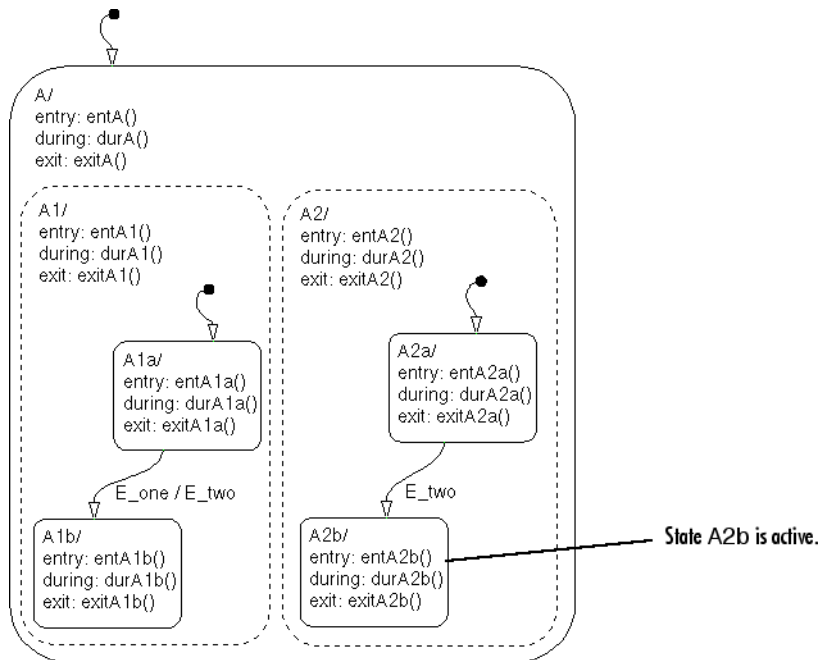 A/
entry: entA()
during: durA()
exit: exitA()
A1/
entry: entA1()
during: durA1()
exit: exitA1()
A2/
entry: entA2()
during: durA2()
exit: exitA2()
A1a/
entry: entA1a()
during: durA1a()
exit: exitA1a()
A2a/
entry: entA2a()
during: durA2a()
exit: exitA2a()
E_one / E_two
E_two
A1b/
entry: entA1b()
during: durA1b()
exit: exitA1b()
A2b/
entry: entA2b()
during: durA2b()
exit: exitA2b()
State A2b is active.